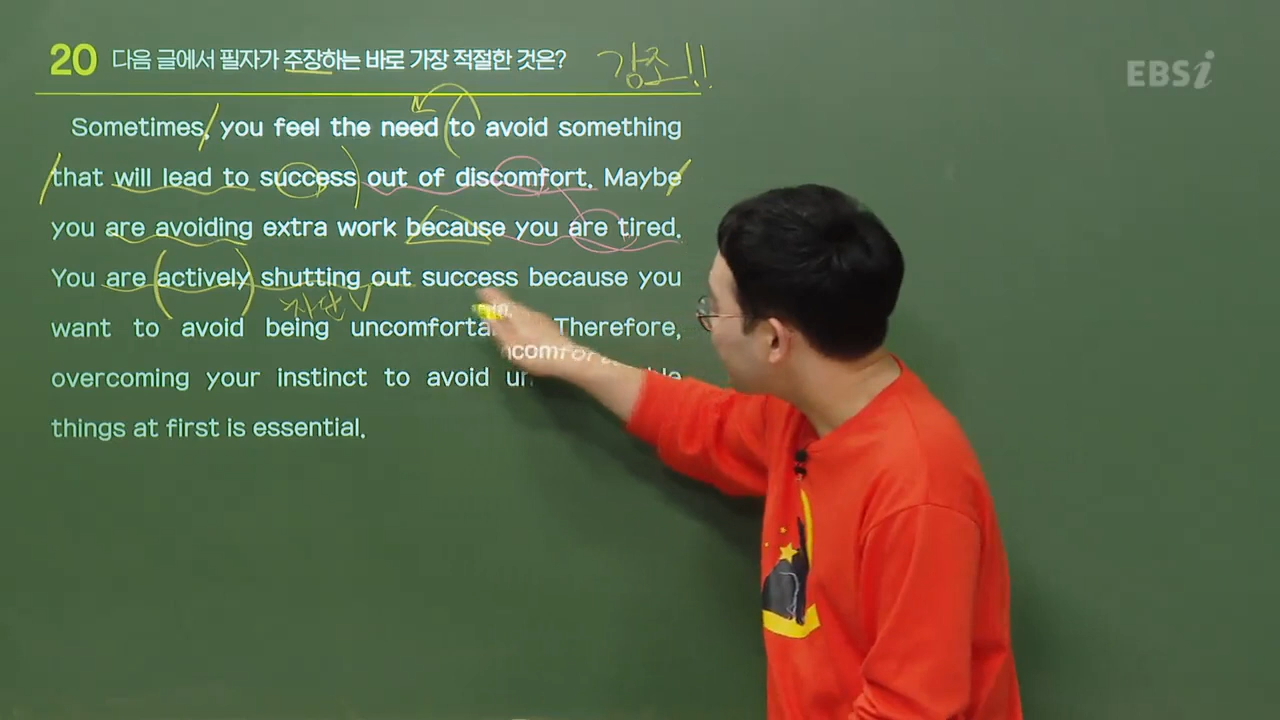 20 다음 글에서 필자가 주장하는 바로 가장 적절한 것은? 강조!!
EBSi
Sometimes, you feel the need to avoid something
that will lead to success out of discomfort. Maybe
you are avoiding extra work because you are tired.
You are actively shutting out success because you
차단
want to avoid being Therefore,
overcoming your instinct to avoid
things at first is essential.